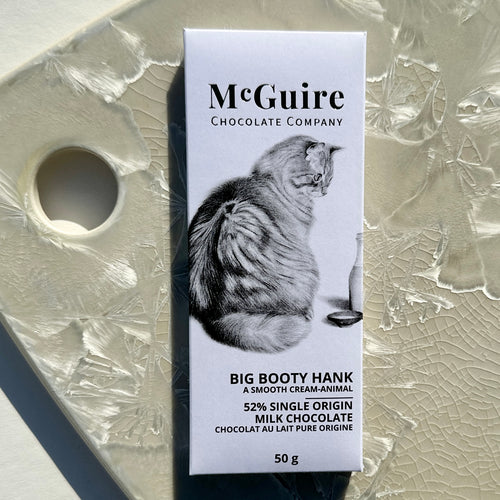 McGuire
Chocolate Company
BIG BOOTY HANK
A SMOOTH CREAM-ANIMAL
52% SINGLE ORIGIN
MILK CHOCOLATE
CHOCOLAT AU LAIT PURE ORIGINE
50 g